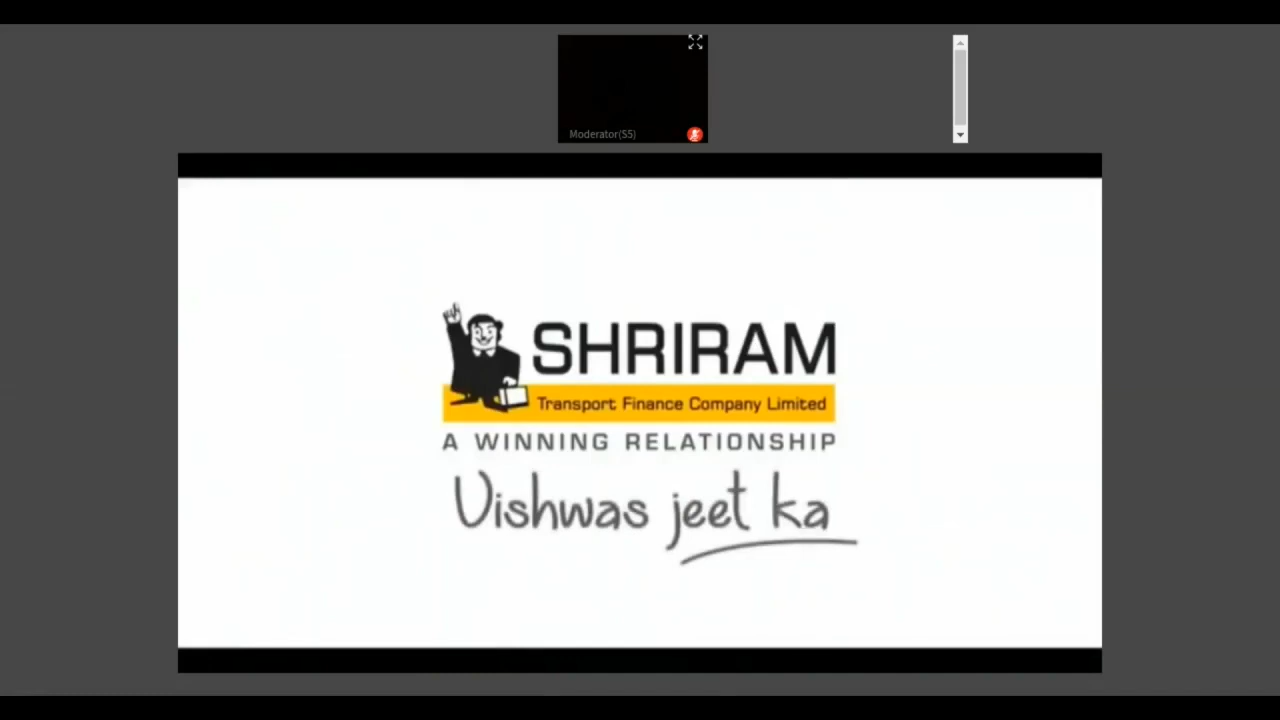 Moderator(S5)
SHRIRAM
Transport Finance Company Limited
A WINNING RELATIONSHIP
Vishwas jeet ka